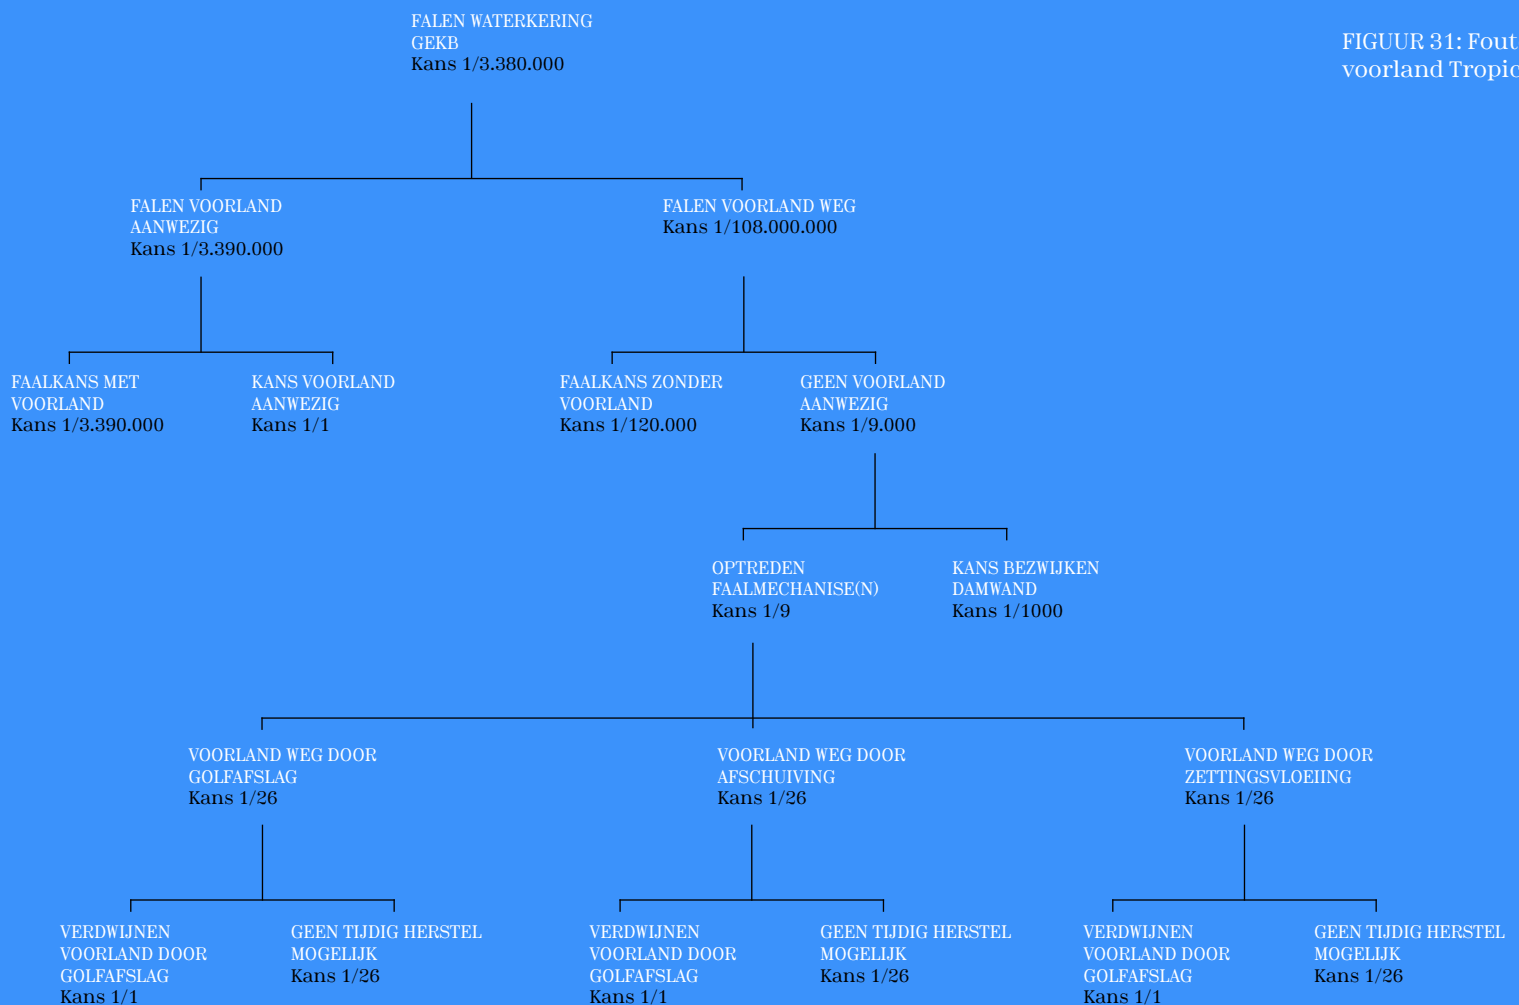 FALEN WATERKERING
GEKB
Kans 1/3.380.000
FIGUUR 31: Fout
voorland Tropic
FALEN VOORLAND
AANWEZIG
Kans 1/3.390.000
FALEN VOORLAND WEG
Kans 1/108.000.000
FAALKANS MET
VOORLAND
Kans 1/3.390.000
KANS VOORLAND
AANWEZIG
Kans 1/1
FAALKANS ZONDER
VOORLAND
Kans 1/120.000
GEEN VOORLAND
AANWEZIG
Kans 1/9.000
OPTREDEN
FAALMECHANISE(N)
Kans 1/9
KANS BEZWIJKEN
DAMWAND
Kans 1/1000
VOORLAND WEG DOOR
GOLFAFSLAG
Kans 1/26
VOORLAND WEG DOOR
AFSCHUIVING
Kans 1/26
VOORLAND WEG DOOR
ZETTINGSVLOEIING
Kans 1/26
VERDWIJNEN
VOORLAND DOOR
GOLFAFSLAG
Kans 1/1
GEEN TIJDIG HERSTEL
MOGELIJK
Kans 1/26
VERDWIJNEN
VOORLAND DOOR
GOLFAFSLAG
Kans 1/1
GEEN TIJDIG HERSTEL
MOGELIJK
Kans 1/26
VERDWIJNEN
VOORLAND DOOR
GOLFAFSLAG
Kans 1/1
GEEN TIJDIG HERSTEL
MOGELIJK
Kans 1/26